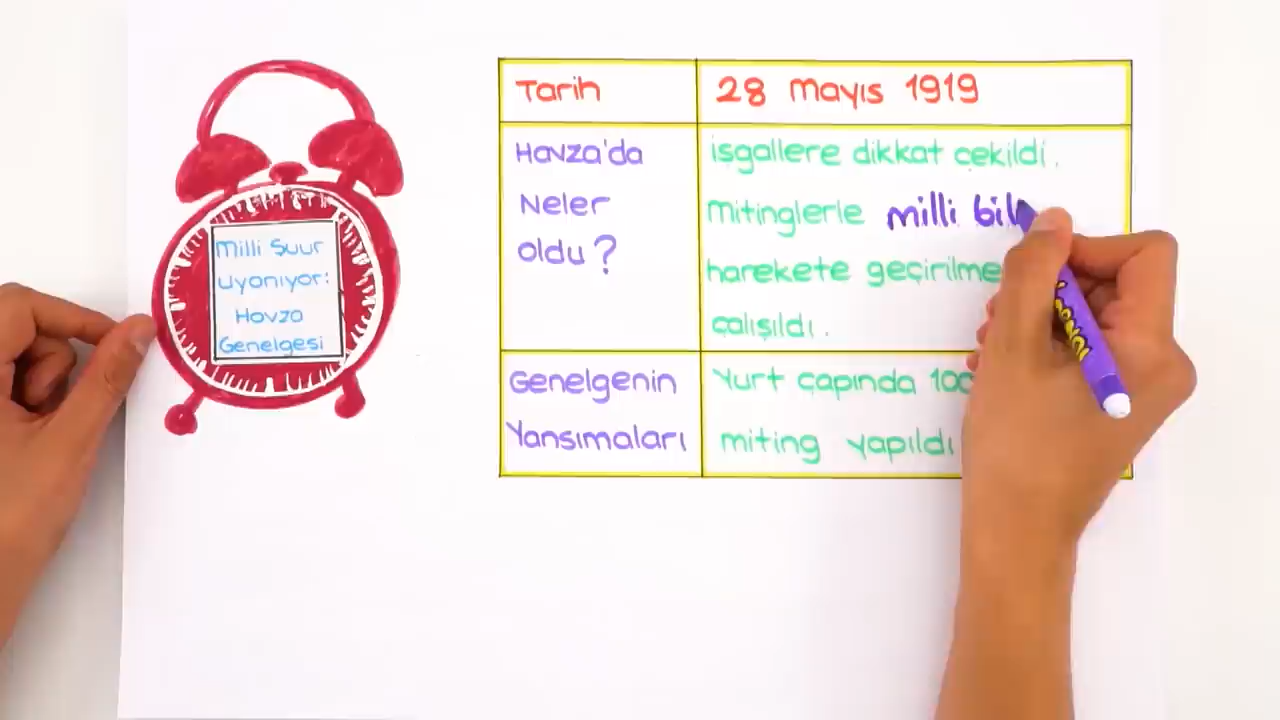 Milli Şuur
Uyanıyor:
Havza
Genelgesi
Tarih
28 Mayıs 1919
Havza'da
Neler
oldu?
işgallere dikkat çekildi.
Mitinglerle milli bil
harekete geçirilme
çalışıldı.
Genelgenin
Yansımaları
Yurt çapında
miting yapıldı